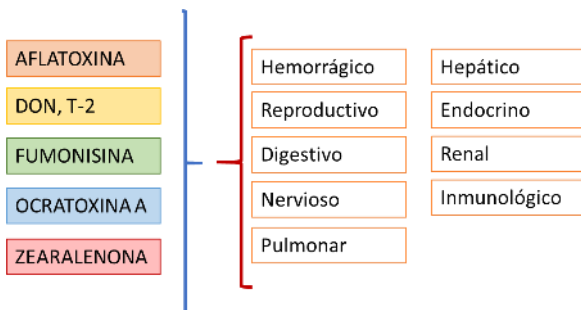 AFLATOXINA
DON, T-2
FUMONISINA
OCRATOXINA A
ZEARALENONA
Hemorrágico
Reproductivo
Digestivo
Nervioso
Pulmonar
Hepático
Endocrino
Renal
Inmunológico